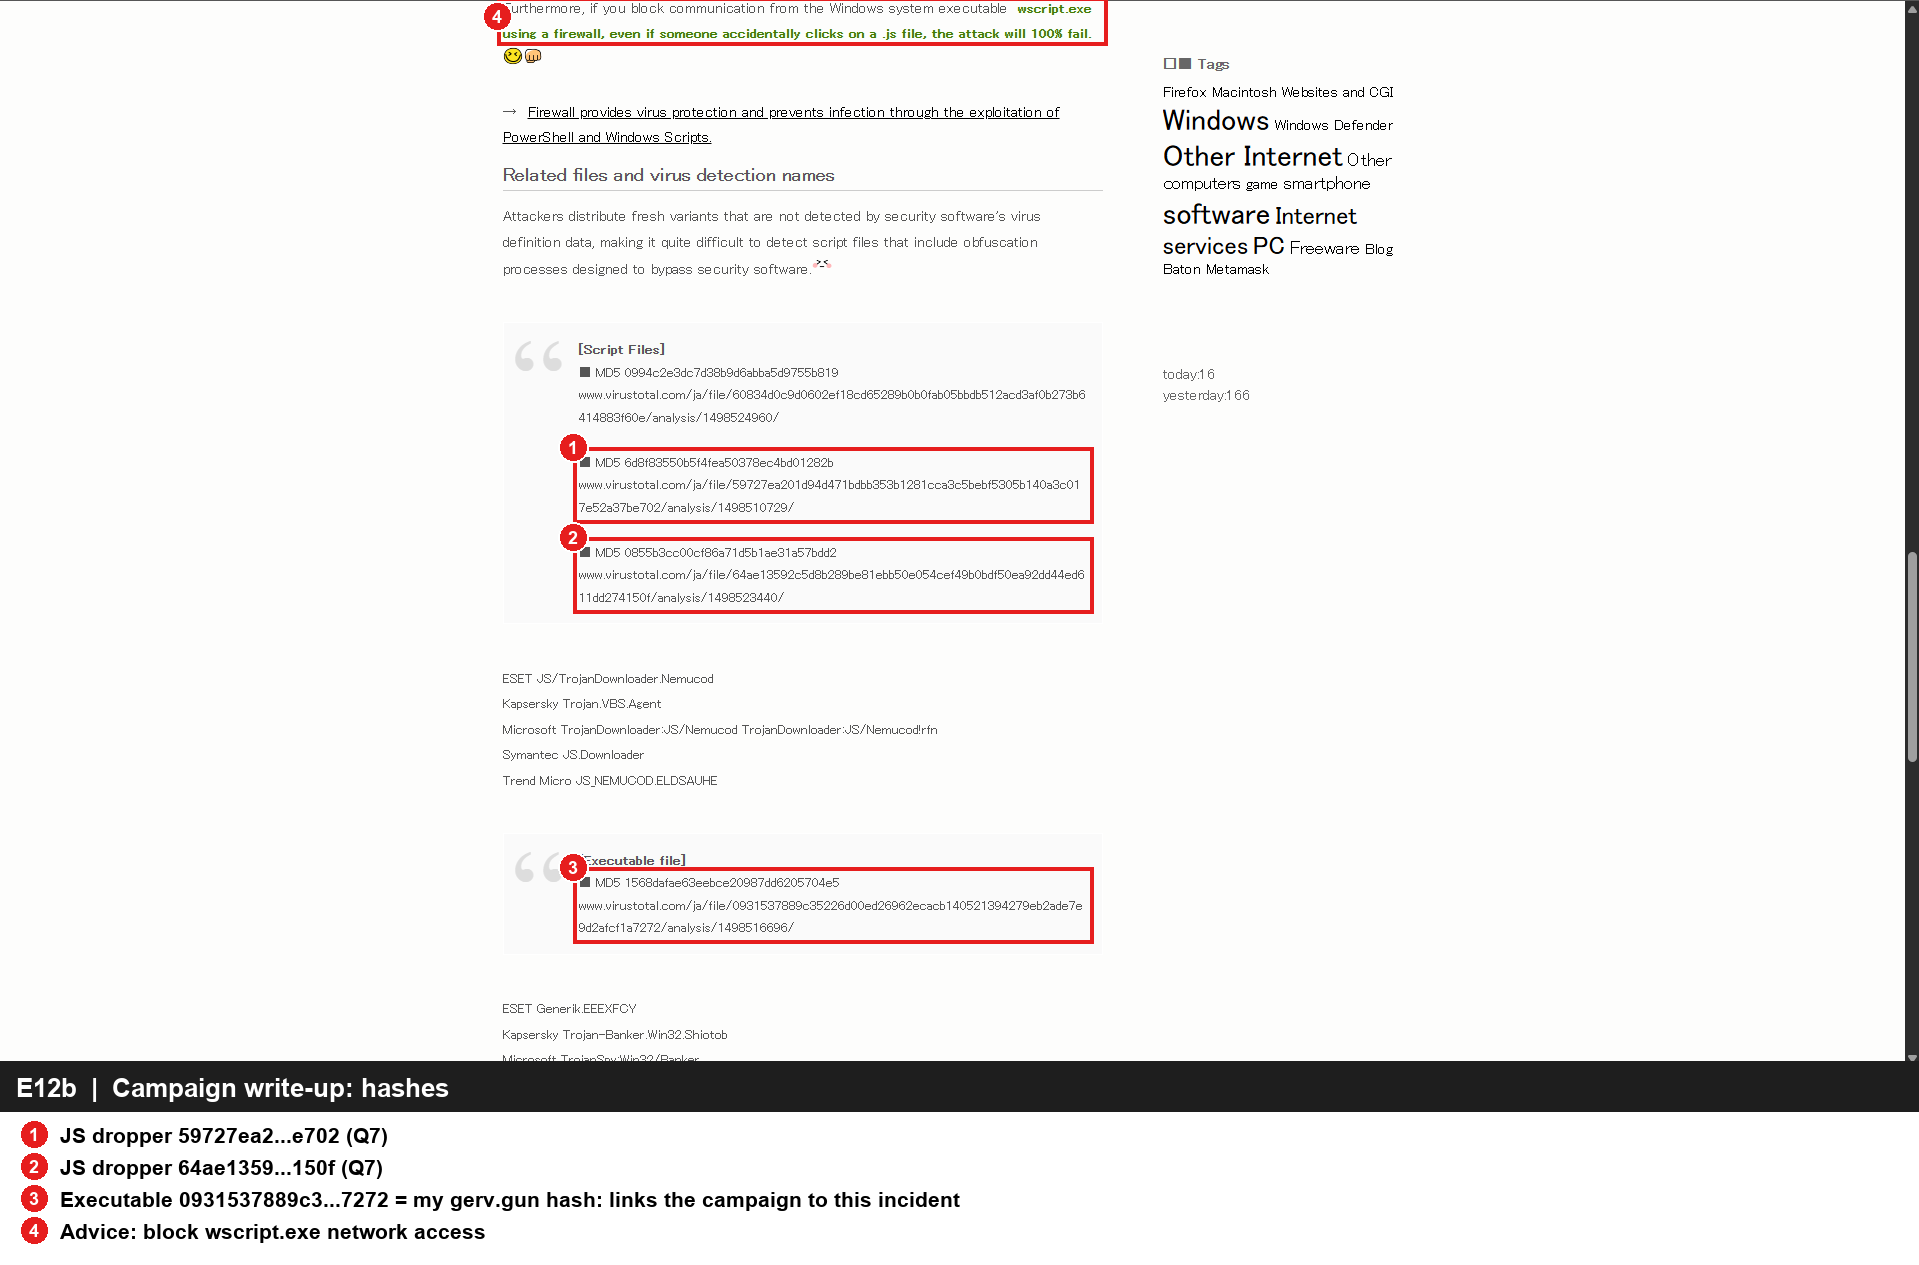 Furthermore, if you block communication from the Windows system executable wscript.exe
using a firewall, even if someone accidentally clicks on a .js file, the attack will 100% fail.
→ Firewall provides virus protection and prevents infection through the exploitation of
PowerShell and Windows Scripts.
Related files and virus detection names
Attackers distribute fresh variants that are not detected by security software's virus
definition data, making it quite difficult to detect script files that include obfuscation
processes designed to bypass security software.
[Script Files]
■ MD5 0994c2e3dc7d38b9d6abba5d9755b819
www.virustotal.com/ja/file/60834d0c9d0602ef18cd65289b0b0fab05bbdb512acd3af0b273b6
414883f60e/analysis/1498524960/
1
■ MD5 6d8f83550b5f4fea50378ec4bd01282b
www.virustotal.com/ja/file/59727ea201d94d471bdbb353b1281cca3c5bebf5305b140a3c01
7e52a37be702/analysis/1498510729/
2
■ MD5 0855b3cc00cf86a71d5b1ae31a57bdd2
www.virustotal.com/ja/file/64ae13592c5d8b289be81ebb50e054cef49b0bdf50ea92dd44ed6
11dd274150f/analysis/1498523440/
ESET JS/TrojanDownloader.Nemucod
Kapsersky Trojan.VBS.Agent
Microsoft TrojanDownloader:JS/Nemucod TrojanDownloader:JS/Nemucod!rfn
Symantec JS.Downloader
Trend Micro JS_NEMUCOD.ELDSAUHE
[Executable file]
3
■ MD5 1568dafae63eebce20987dd6205704e5
www.virustotal.com/ja/file/0931537889c35226d00ed26962ecacb140521394279eb2ade7e
9d2afcf1a7272/analysis/1498516696/
ESET Generik.EEEXFCY
Kapsersky Trojan-Banker.Win32.Shiotob
Microsoft TrojanSpy:Win32/Banker
4
□■ Tags
Firefox Macintosh Websites and CGI
Windows Windows Defender
Other Internet Other
computers game smartphone
software Internet
services PC Freeware Blog
Baton Metamask
today:16
yesterday:166
E12b | Campaign write-up: hashes
1 JS dropper 59727ea2...e702 (Q7)
2 JS dropper 64ae1359...150f (Q7)
3 Executable 0931537889c3...7272 = my gerv.gun hash: links the campaign to this incident
4 Advice: block wscript.exe network access